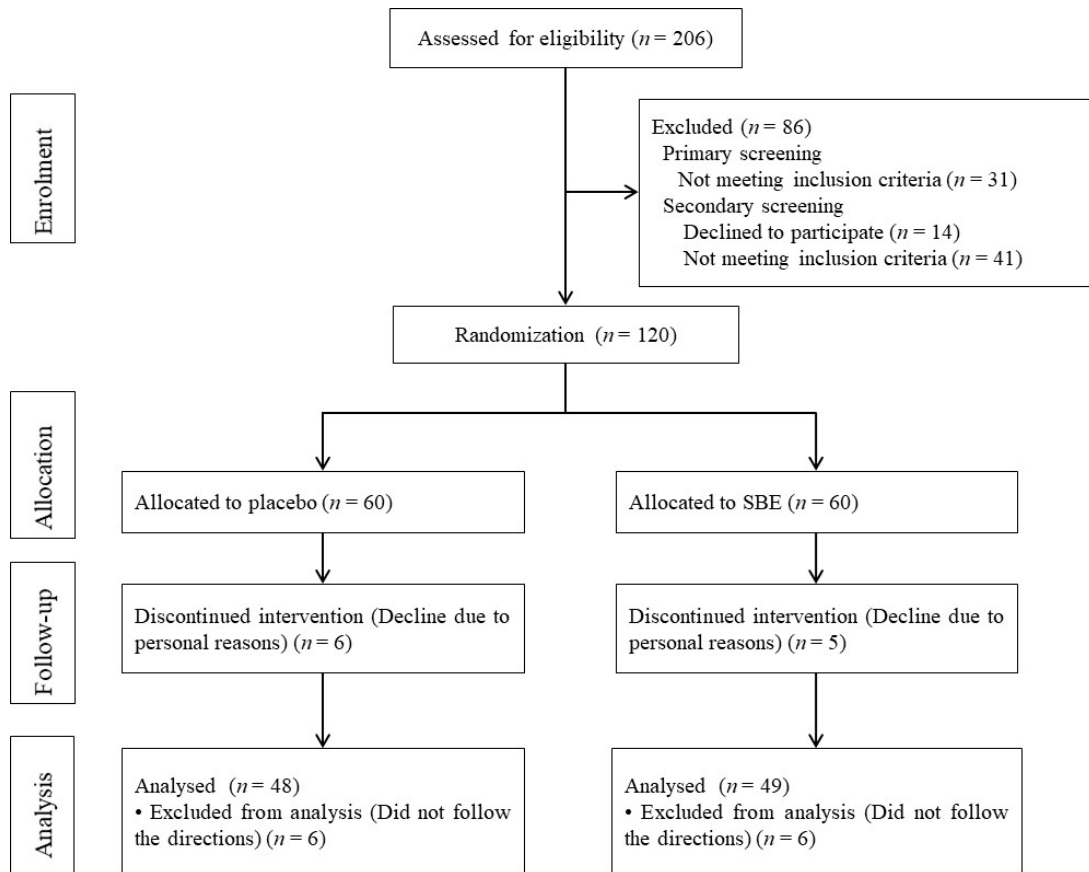 Assessed for eligibility (n = 206)
Enrolment
Excluded (n = 86)
Primary screening
Not meeting inclusion criteria (n = 31)
Secondary screening
Declined to participate (n = 14)
Not meeting inclusion criteria (n = 41)
Randomization (n = 120)
Allocation
Allocated to placebo (n = 60)
Allocated to SBE (n = 60)
Follow-up
Discontinued intervention (Decline due to
personal reasons) (n = 6)
Discontinued intervention (Decline due to
personal reasons) (n = 5)
Analysis
Analysed (n = 48)
• Excluded from analysis (Did not follow
the directions) (n = 6)
Analysed (n = 49)
• Excluded from analysis (Did not follow
the directions) (n = 6)